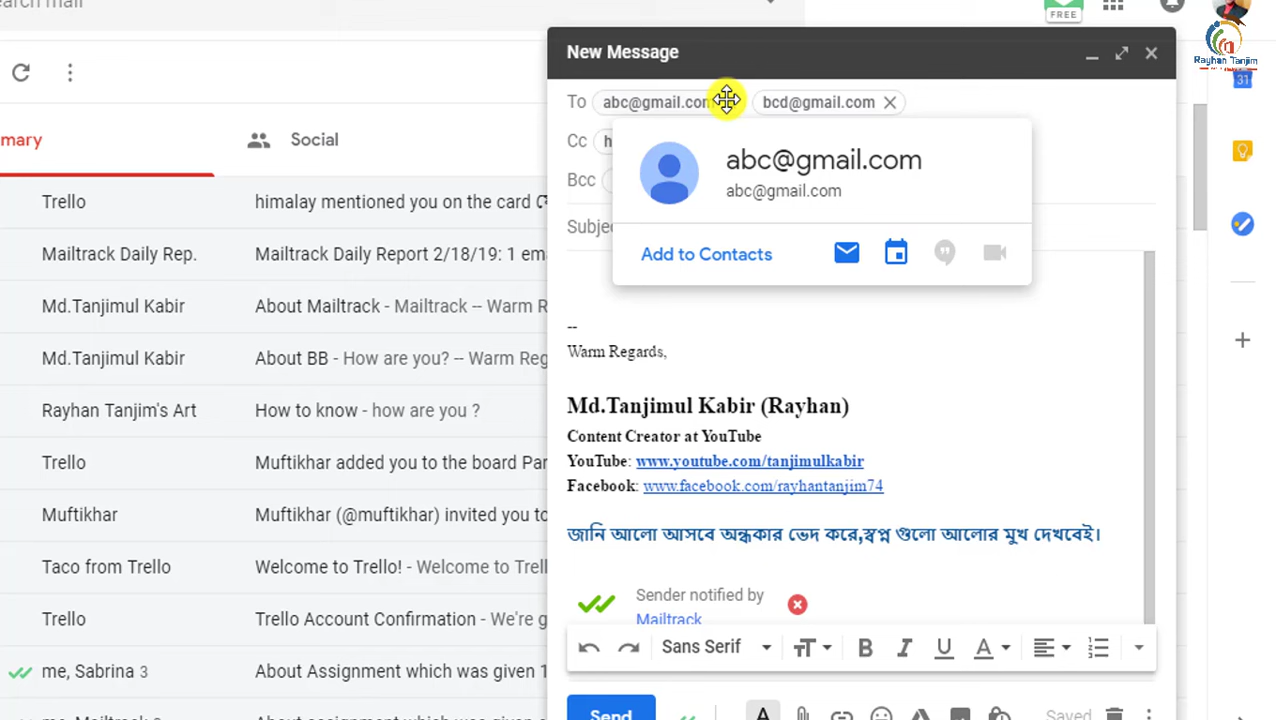 earch mail
FREE
Rayhan Tanjim
New Message
31
To abc@gmail.com bcd@gmail.com
mary
Social
Cc h
abc@gmail.com
abc@gmail.com
Bcc
Trello himalay mentioned you on the card
Subje
Mailtrack Daily Rep. Mailtrack Daily Report 2/18/19: 1 em
Add to Contacts
Md.Tanjimul Kabir About Mailtrack - Mailtrack -- Warm R
--
Warm Regards,
Md.Tanjimul Kabir About BB - How are you? -- Warm Reg
Rayhan Tanjim's Art How to know - how are you ?
Md.Tanjimul Kabir (Rayhan)
Content Creator at YouTube
YouTube: www.youtube.com/tanjimulkabir
Trello Muftikhar added you to the board Par
Facebook: www.facebook.com/rayhantanjim74
Muftikhar Muftikhar (@muftikhar) invited you to
জানি আলো আসবে অন্ধকার ভেদ করে,স্বপ্ন গুলো আলোর মুখ দেখবেই।
Taco from Trello Welcome to Trello! - Welcome to Trell
Sender notified by
Mailtrack
Trello Trello Account Confirmation - We're g
Sans Serif
me, Sabrina 3 About Assignment which was given 1
Send
Saved